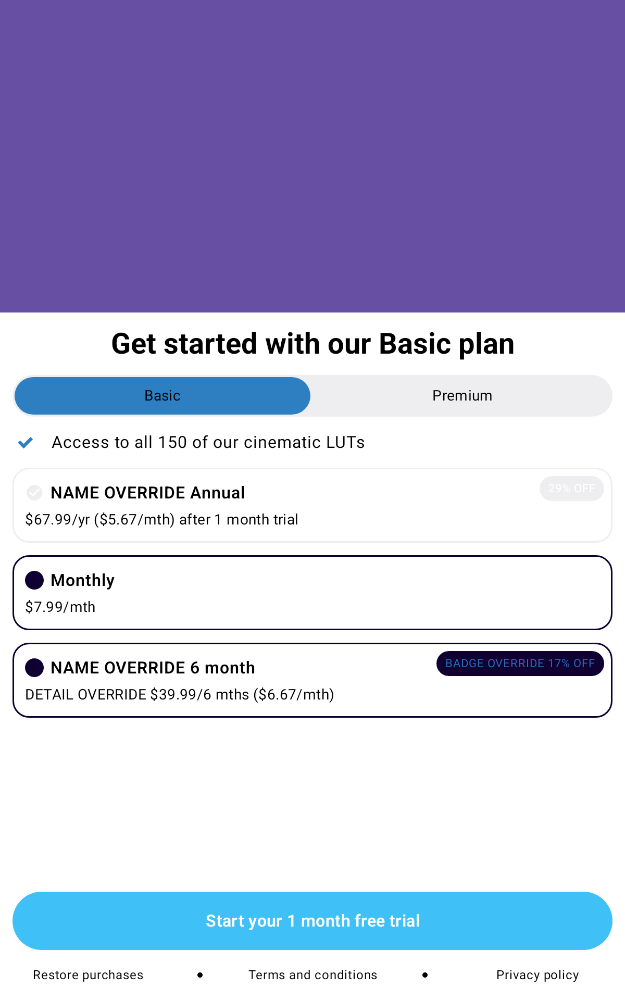 Get started with our Basic plan
Basic
Premium
Access to all 150 of our cinematic LUTs
NAME OVERRIDE Annual
29% OFF
$67.99/yr ($5.67/mth) after 1 month trial
Monthly
$7.99/mth
NAME OVERRIDE 6 month
BADGE OVERRIDE 17% OFF
DETAIL OVERRIDE $39.99/6 mths ($6.67/mth)
Start your 1 month free trial
Restore purchases • Terms and conditions • Privacy policy